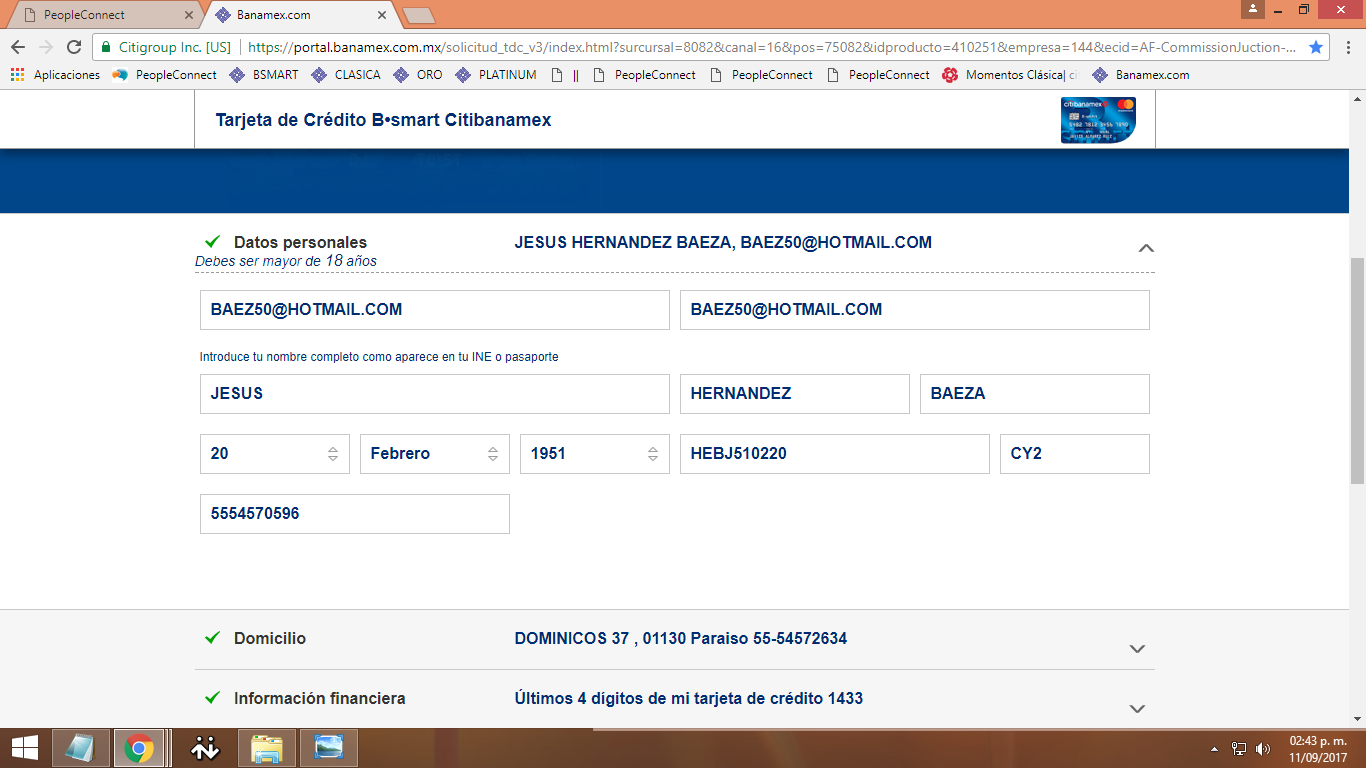 PeopleConnect
Banamex.com
Citigroup Inc. [US] https://portal.banamex.com.mx/solicitud_tdc_v3/index.html?surcursal=8082&canal=16&pos=75082&idproducto=410251&empresa=144&ecid=AF-CommissionJuction-...
Aplicaciones PeopleConnect BSMART CLASICA ORO PLATINUM || PeopleConnect PeopleConnect PeopleConnect Momentos Clásica| c Banamex.com
Tarjeta de Crédito B•smart Citibanamex
citibanamex
Datos personales JESUS HERNANDEZ BAEZA, BAEZ50@HOTMAIL.COM
Debes ser mayor de 18 años
BAEZ50@HOTMAIL.COM BAEZ50@HOTMAIL.COM
Introduce tu nombre completo como aparece en tu INE o pasaporte
JESUS HERNANDEZ BAEZA
20 Febrero 1951 HEBJ510220 CY2
5554570596
Domicilio DOMINICOS 37 , 01130 Paraiso 55-54572634
Información financiera Últimos 4 dígitos de mi tarjeta de crédito 1433
02:43 p. m.
11/09/2017